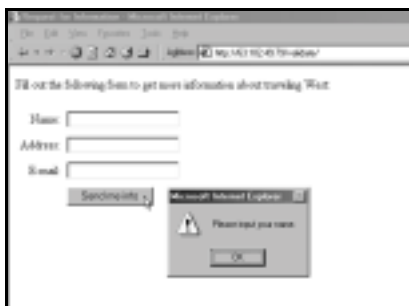 Request for Information - Microsoft Internet Explorer
File Edit View Favorites Tools Help
Address
Fill out the following form to get more information about traveling West:
Name:
Address:
E-mail:
Send me info
Microsoft Internet Explorer
Please input your name.
OK